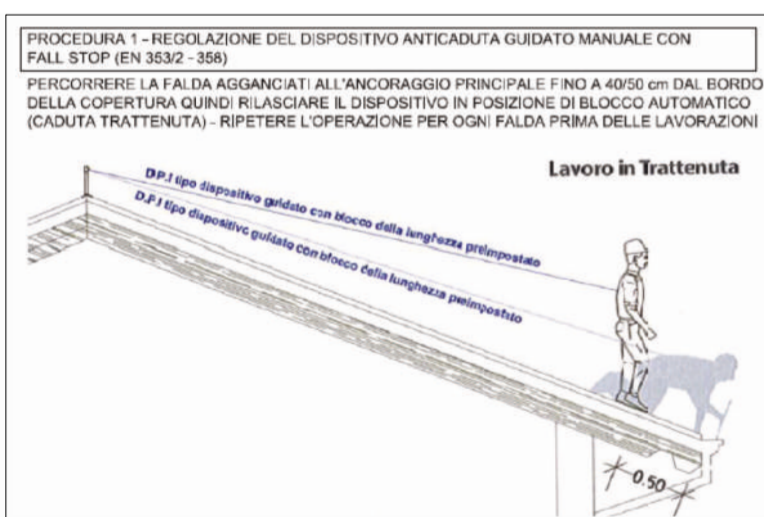 PROCEDURA 1 - REGOLAZIONE DEL DISPOSITIVO ANTICADUTA GUIDATO MANUALE CON
FALL STOP (EN 353/2 - 358)
PERCORRERE LA FALDA AGGANCIATI ALL'ANCORAGGIO PRINCIPALE FINO A 40/50 cm DAL BORDO
DELLA COPERTURA QUINDI RILASCIARE IL DISPOSITIVO IN POSIZIONE DI BLOCCO AUTOMATICO
(CADUTA TRATTENUTA) - RIPETERE L'OPERAZIONE PER OGNI FALDA PRIMA DELLE LAVORAZIONI
Lavoro in Trattenuta
D.P.I tipo dispositivo guidato con blocco della lunghezza preimpostato
D.P.I tipo dispositivo guidato con blocco della lunghezza preimpostato
0.50